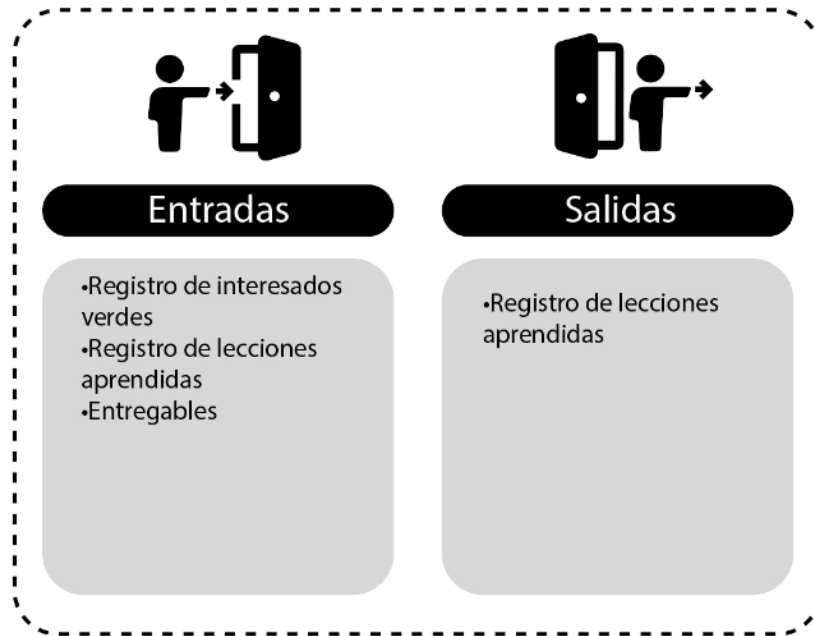 Entradas
•Registro de interesados
verdes
•Registro de lecciones
aprendidas
•Entregables
Salidas
•Registro de lecciones
aprendidas